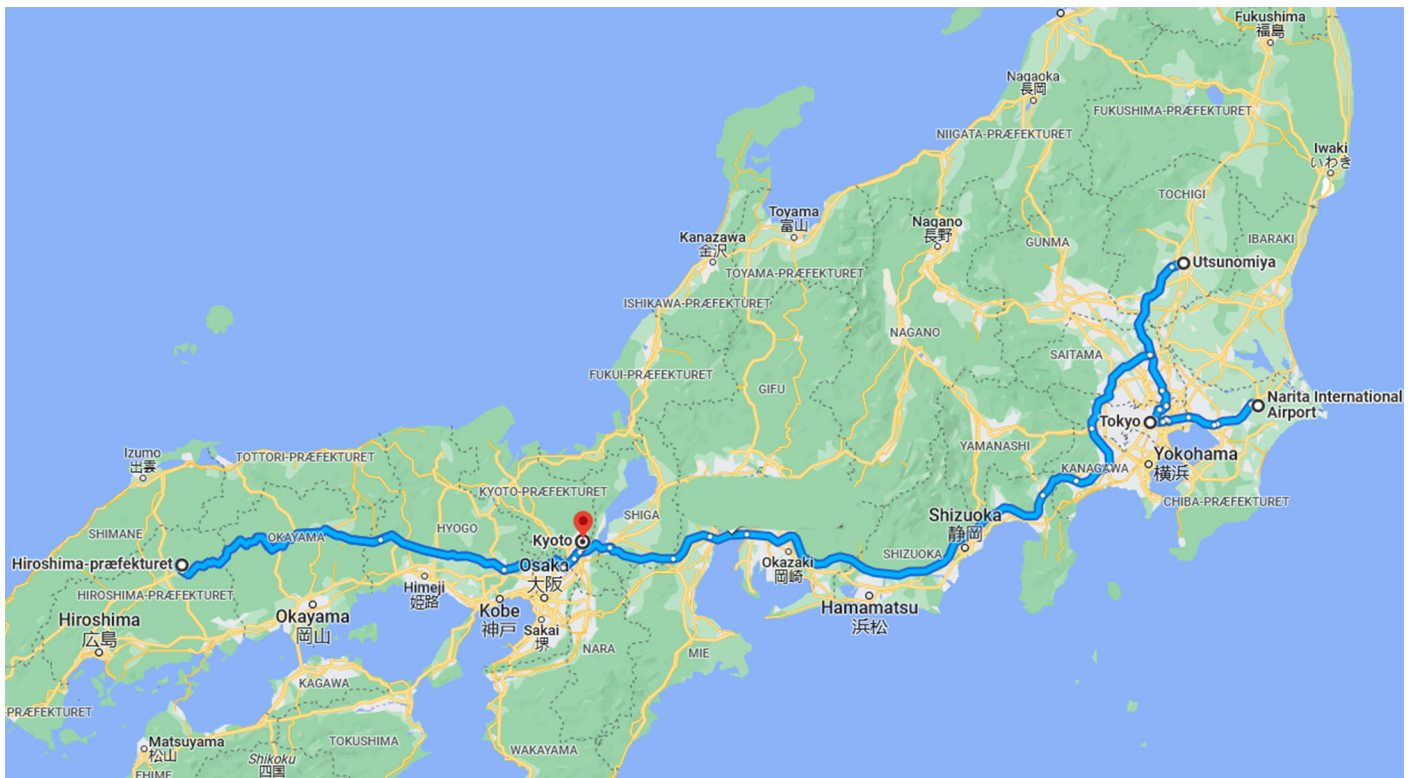 Fukushima
福島
Nagaoka
長岡
FUKUSHIMA-PRÆFEKTURET
NIIGATA-PRÆFEKTURET
Iwaki
いわき
TOCHIGI
Toyama
富山
Nagano
長野
Kanazawa
金沢
GUNMA
IBARAKI
Utsunomiya
TOYAMA-PRÆFEKTURET
ISHIKAWA-PRÆFEKTURET
NAGANO
SAITAMA
FUKUI-PRÆFEKTURET
GIFU
Narita International
Airport
Tokyo
YAMANASHI
Izumo
出雲
TOTTORI-PRÆFEKTURET
Yokohama
横浜
KANAGAWA
KYOTO-PRÆFEKTURET
CHIBA-PRÆFEKTURET
SHIGA
Shizuoka
静岡
SHIMANE
HYOGO
OKAYAMA
Kyoto
SHIZUOKA
Hiroshima-præfekturet
Osaka
大阪
Okazaki
岡崎
HIROSHIMA-PRÆFEKTURET
Himeji
姫路
Hiroshima
広島
Okayama
岡山
Kobe
神戸
Hamamatsu
浜松
Sakai
堺
NARA
MIE
KAGAWA
-PRÆFEKTURET
Matsuyama
松山
TOKUSHIMA
WAKAYAMA
Shikoku
四国
EHIME